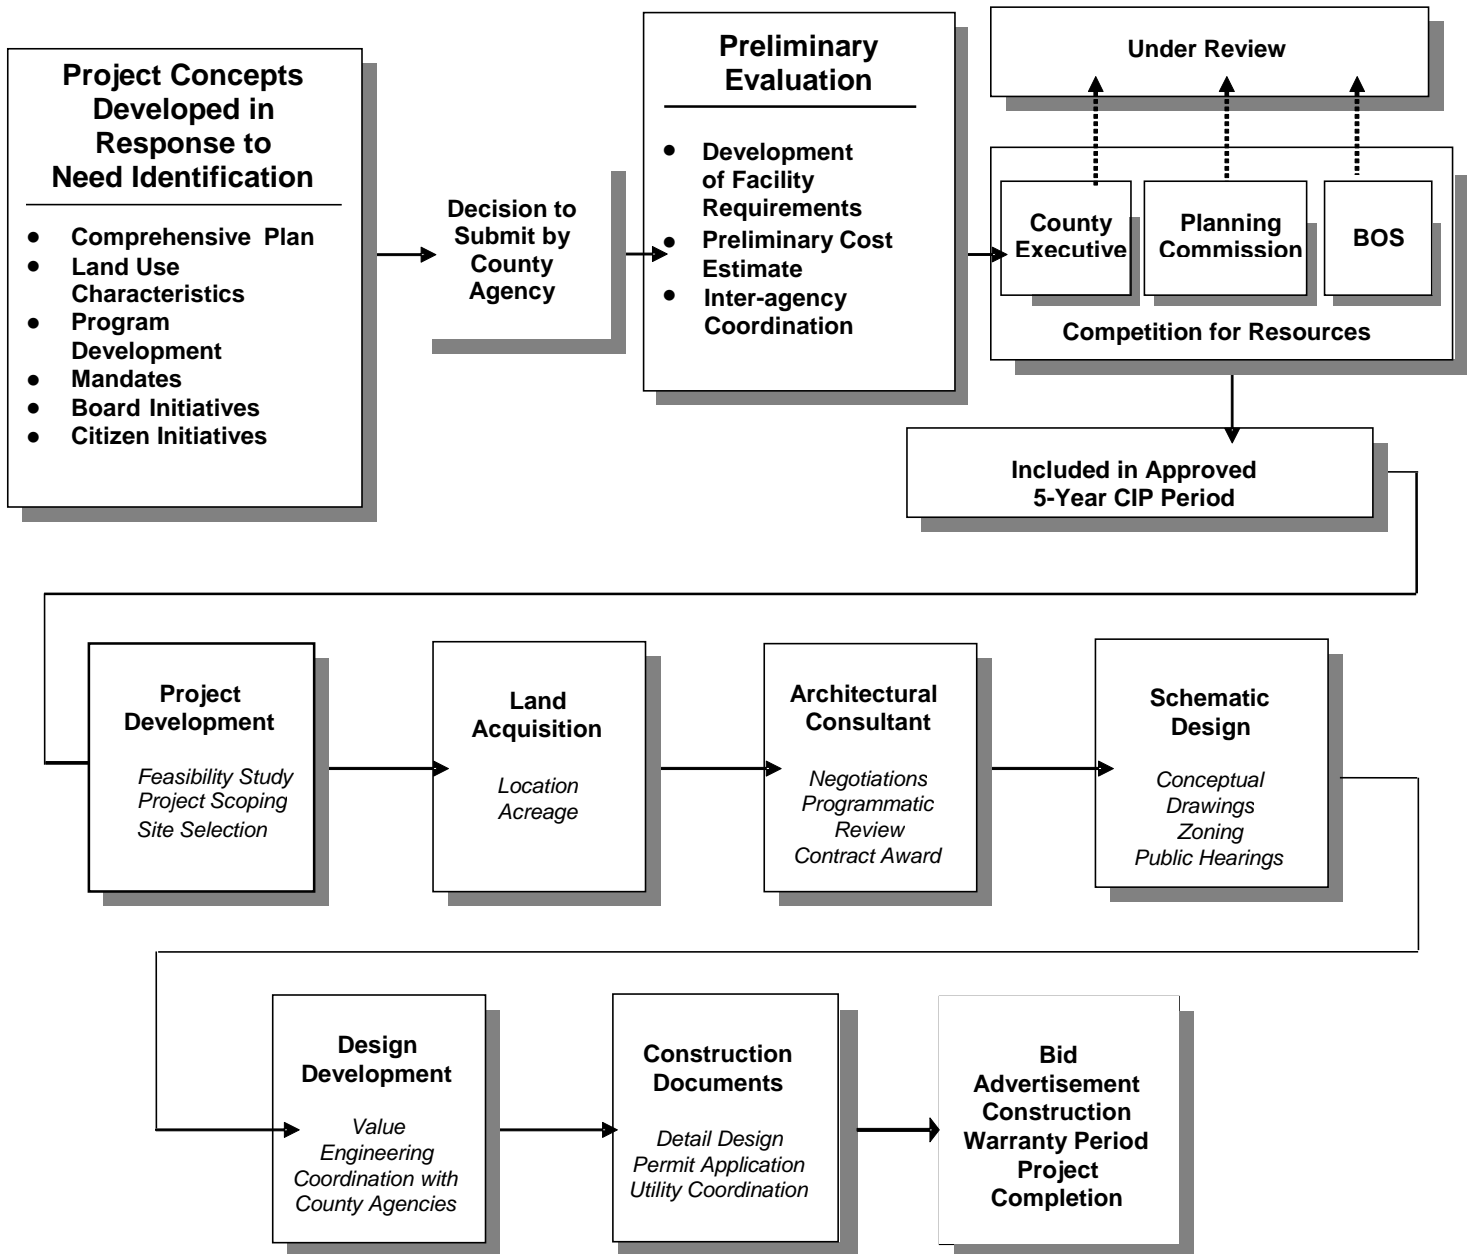 Project Concepts
Developed in
Response to
Need Identification
● Comprehensive Plan
● Land Use
Characteristics
● Program
Development
● Mandates
● Board Initiatives
● Citizen Initiatives
Decision to
Submit by
County
Agency
Preliminary
Evaluation
● Development
of Facility
Requirements
● Preliminary Cost
Estimate
● Inter-agency
Coordination
Under Review
County
Executive
Planning
Commission
BOS
Competition for Resources
Included in Approved
5-Year CIP Period
Project
Development
Feasibility Study
Project Scoping
Site Selection
Land
Acquisition
Location
Acreage
Architectural
Consultant
Negotiations
Programmatic
Review
Contract Award
Schematic
Design
Conceptual
Drawings
Zoning
Public Hearings
Design
Development
Value
Engineering
Coordination with
County Agencies
Construction
Documents
Detail Design
Permit Application
Utility Coordination
Bid
Advertisement
Construction
Warranty Period
Project
Completion